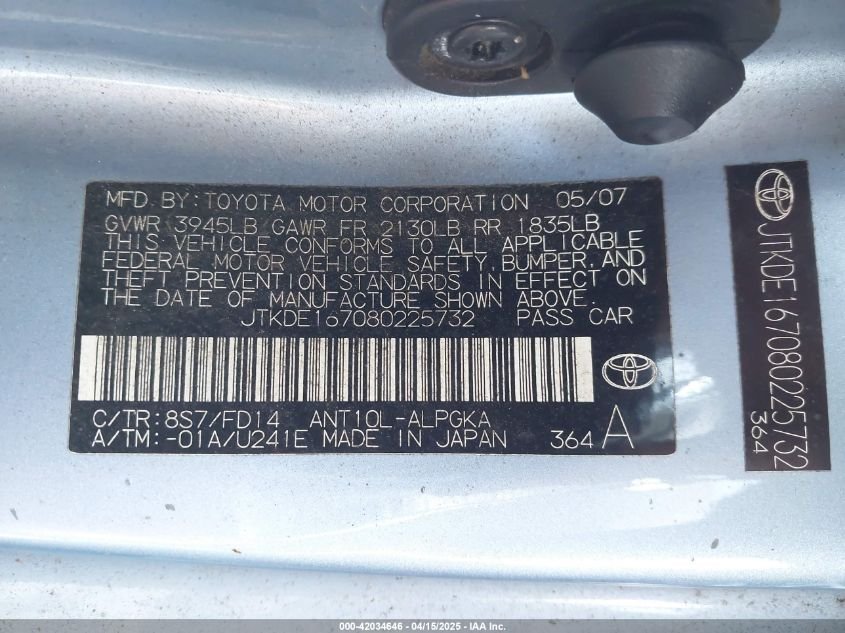 MFD.BY:TOYOTA MOTOR CORPORATION 05/07
GVWR 3945LB GAWR FR 2130LB RR 1835LB
THIS VEHICLE CONFORMS TO ALL APPLICABLE
FEDERAL MOTOR VEHICLE SAFETY,BUMPER,AND
THEFT PREVENTION STANDARDS IN EFFECT ON
THE DATE OF MANUFACTURE SHOWN ABOVE.
JTKDE167080225732 PASS CAR
C/TR:8S7/FD14 ANT10L-ALPGKA
A/TM:-01A/U241E MADE IN JAPAN 364 A
JTKDE167080225732
364
000-42034646 - 04/15/2025 - IAA Inc.